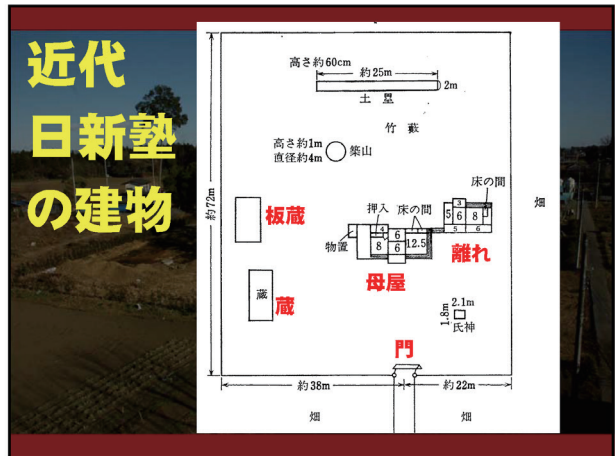 近代
日新塾
の建物
高さ約60cm
約25m
2m
土塁
竹藪
高さ約1m
直径約4m
築山
約72m
畑
板蔵
押入
床の間
床の間
物置
4
8
6
6
12.5
3
5
6
8
5
6
離れ
母屋
蔵
蔵
2.1m
1.8m
氏神
門
約38m
約22m
畑
畑